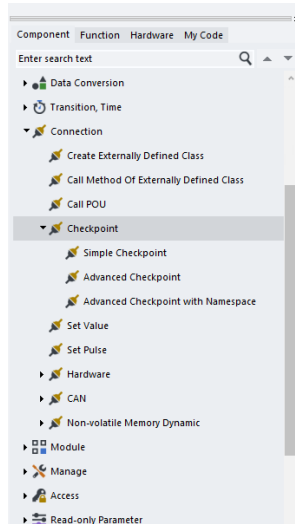 Component Function Hardware My Code
Enter search text
Data Conversion
Transition, Time
Connection
Create Externally Defined Class
Call Method Of Externally Defined Class
Call POU
Checkpoint
Simple Checkpoint
Advanced Checkpoint
Advanced Checkpoint with Namespace
Set Value
Set Pulse
Hardware
CAN
Non-volatile Memory Dynamic
Module
Manage
Access
Read-only Parameter